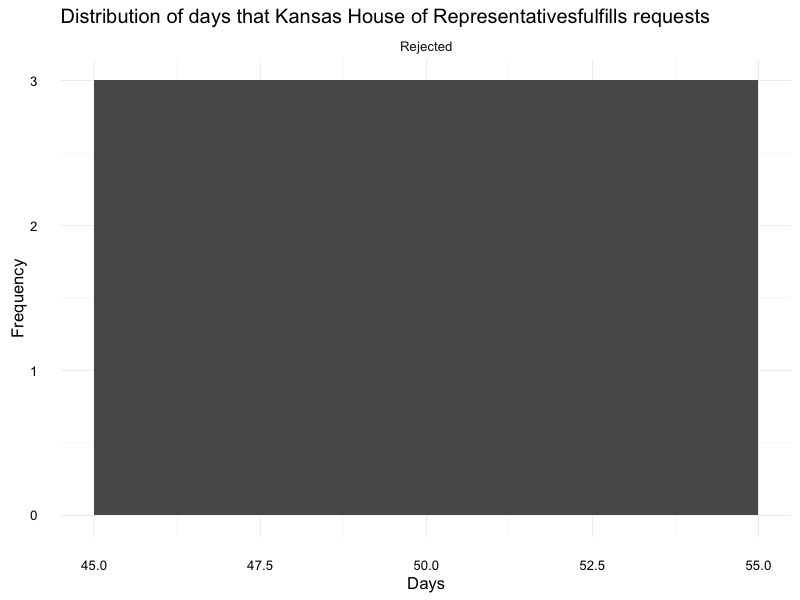 Distribution of days that Kansas House of Representativesfulfills requests
Rejected
3
2
1
0
Frequency
45.0 47.5 50.0 52.5 55.0
Days